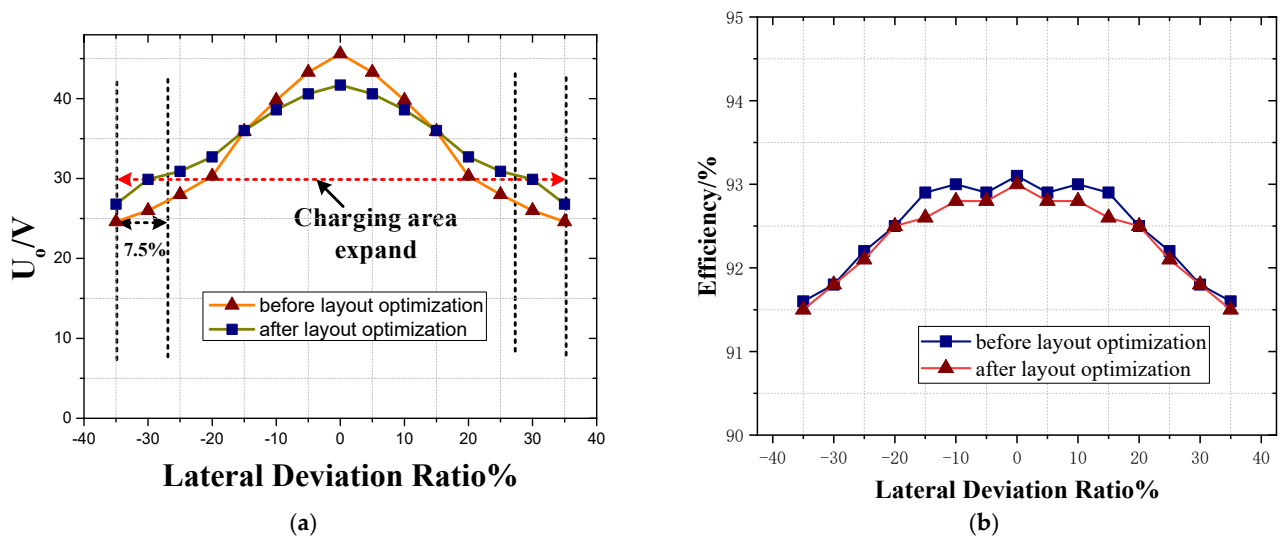 U_o/V
40
30
20
10
0
Charging area
expand
7.5%
before layout optimization
after layout optimization
-40 -30 -20 -10 0 10 20 30 40
Lateral Deviation Ratio%
(a)
Efficiency/%
95
94
93
92
91
90
before layout optimization
after layout optimization
-40 -30 -20 -10 0 10 20 30 40
Lateral Deviation Ratio%
(b)